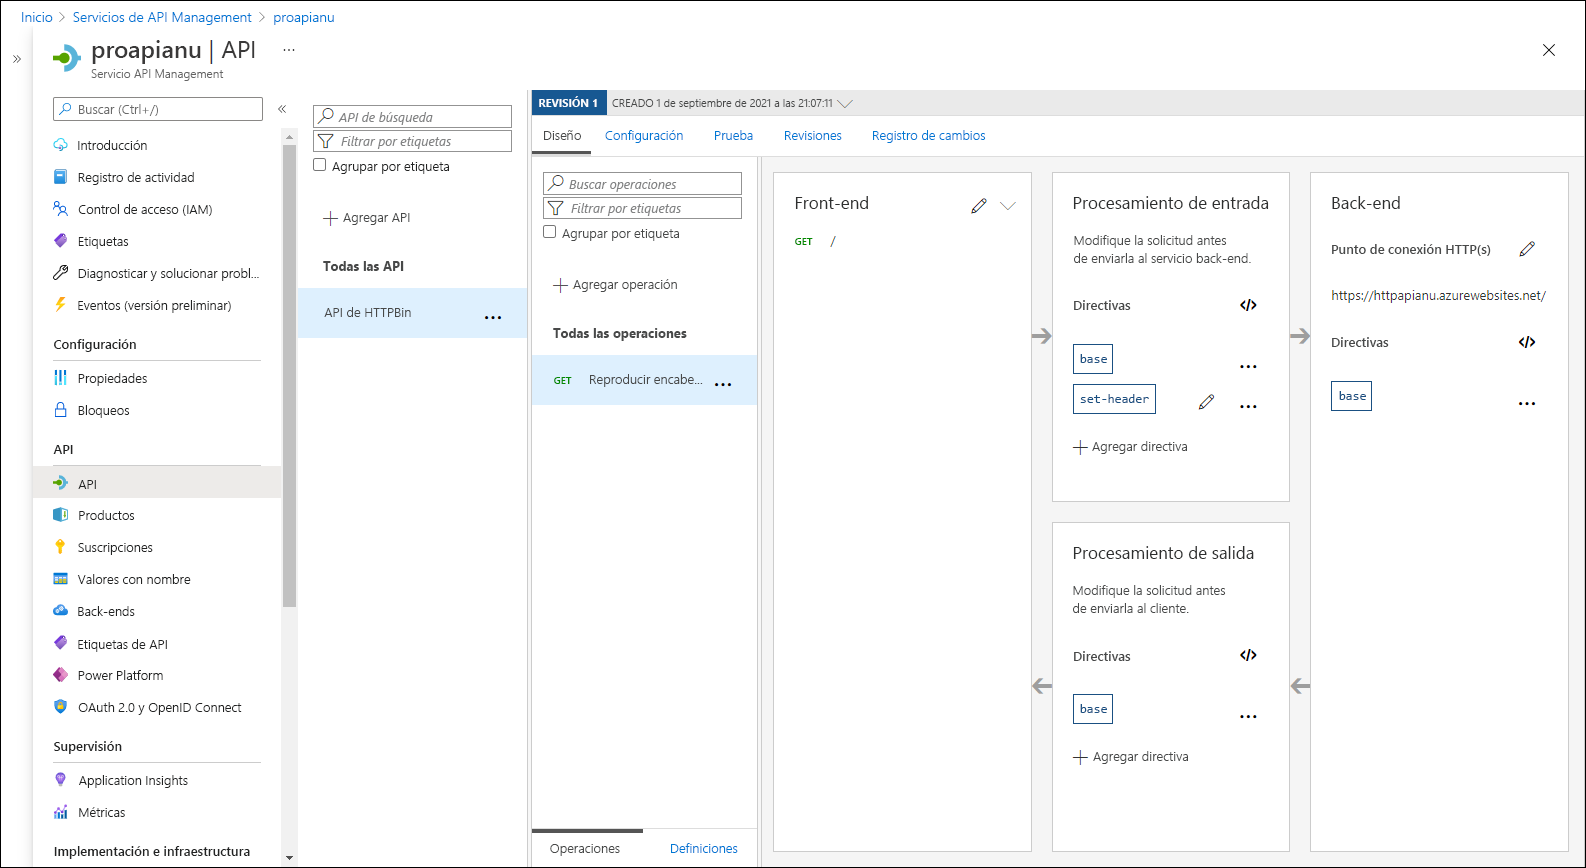 Inicio > Servicios de API Management > proapianu
proapianu | API ...
Servicio API Management
Buscar (Ctrl+/)
Introducción
Registro de actividad
Control de acceso (IAM)
Etiquetas
Diagnosticar y solucionar probl...
Eventos (versión preliminar)
Configuración
Propiedades
Bloqueos
API
API
Productos
Suscripciones
Valores con nombre
Back-ends
Etiquetas de API
Power Platform
OAuth 2.0 y OpenID Connect
Supervisión
Application Insights
Métricas
Implementación e infraestructura
API de búsqueda
Filtrar por etiquetas
Agrupar por etiqueta
+ Agregar API
Todas las API
API de HTTPBin ...
REVISIÓN 1 CREADO 1 de septiembre de 2021 a las 21:07:11
Diseño Configuración Prueba Revisiones Registro de cambios
Buscar operaciones
Filtrar por etiquetas
Agrupar por etiqueta
+ Agregar operación
Todas las operaciones
GET Reproducir encabe... ...
Operaciones Definiciones
Front-end
GET /
Procesamiento de entrada
Modifique la solicitud antes
de enviarla al servicio back-end.
Directivas </>
base ...
set-header ...
+ Agregar directiva
Procesamiento de salida
Modifique la solicitud antes
de enviarla al cliente.
Directivas </>
base ...
+ Agregar directiva
Back-end
Punto de conexión HTTP(s)
https://httpapianu.azurewebsites.net/
Directivas </>
base ...